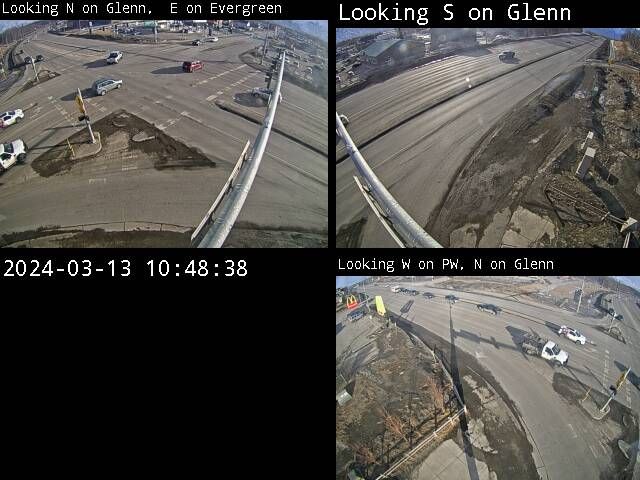 Looking N on Glenn,  E on Evergreen
Looking S on Glenn
2024-03-13 10:48:38
Looking W on PW, N on Glenn